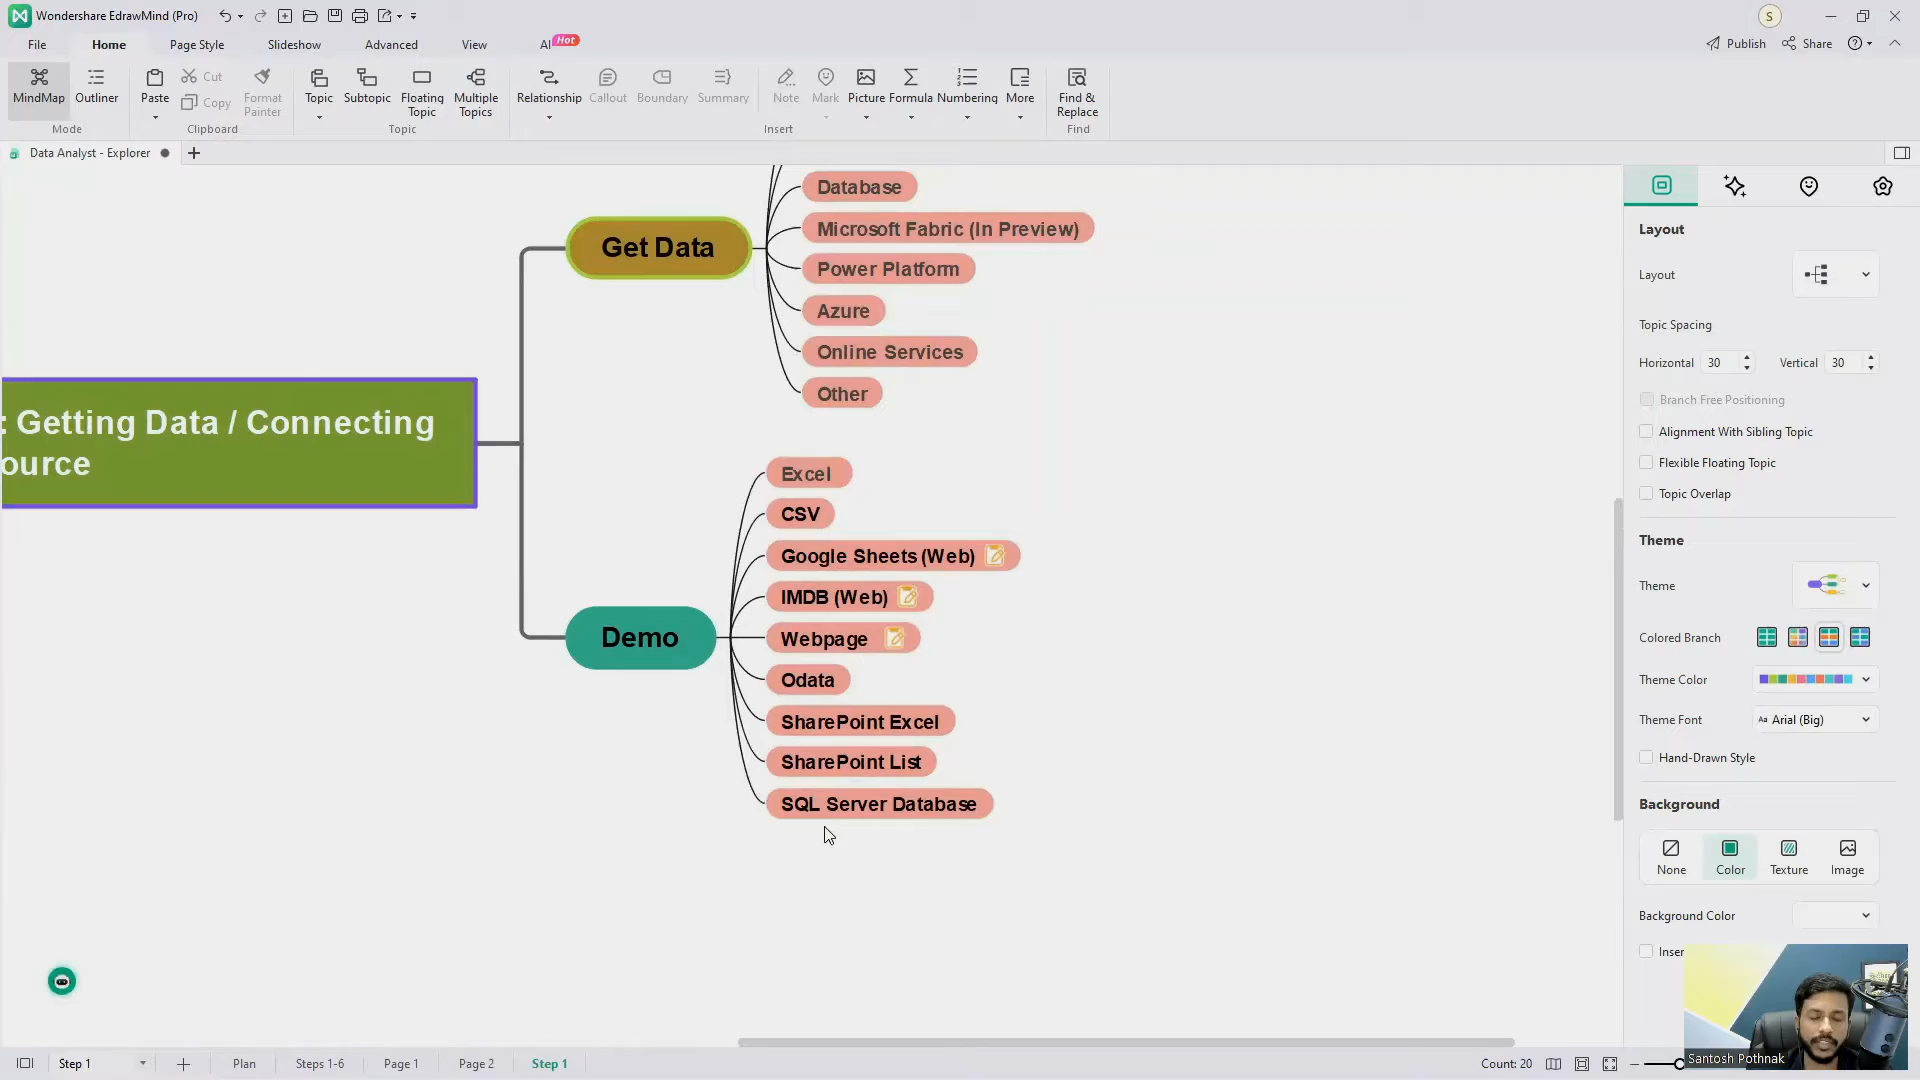 Wondershare EdrawMind (Pro)
S
File Home Page Style Slideshow Advanced View AI Hot
Publish Share
MindMap Outliner Paste Cut Copy Format Painter Topic Subtopic Floating Topic Multiple Topics Relationship Callout Boundary Summary Note Mark Picture Formula Numbering More Find & Replace
Mode Clipboard Topic Insert Find
Data Analyst - Explorer
Database
Microsoft Fabric (In Preview)
Get Data
Power Platform
Azure
Online Services
Other
: Getting Data / Connecting
ource
Excel
CSV
Google Sheets (Web)
IMDB (Web)
Demo
Webpage
Odata
SharePoint Excel
SharePoint List
SQL Server Database
Layout
Layout
Topic Spacing
Horizontal 30 Vertical 30
Branch Free Positioning
Alignment With Sibling Topic
Flexible Floating Topic
Topic Overlap
Theme
Theme
Colored Branch
Theme Color
Theme Font Aa Arial (Big)
Hand-Drawn Style
Background
None Color Texture Image
Background Color
Inser
Santosh Pothnak
Step 1 Plan Steps 1-6 Page 1 Page 2 Step 1
Count: 20